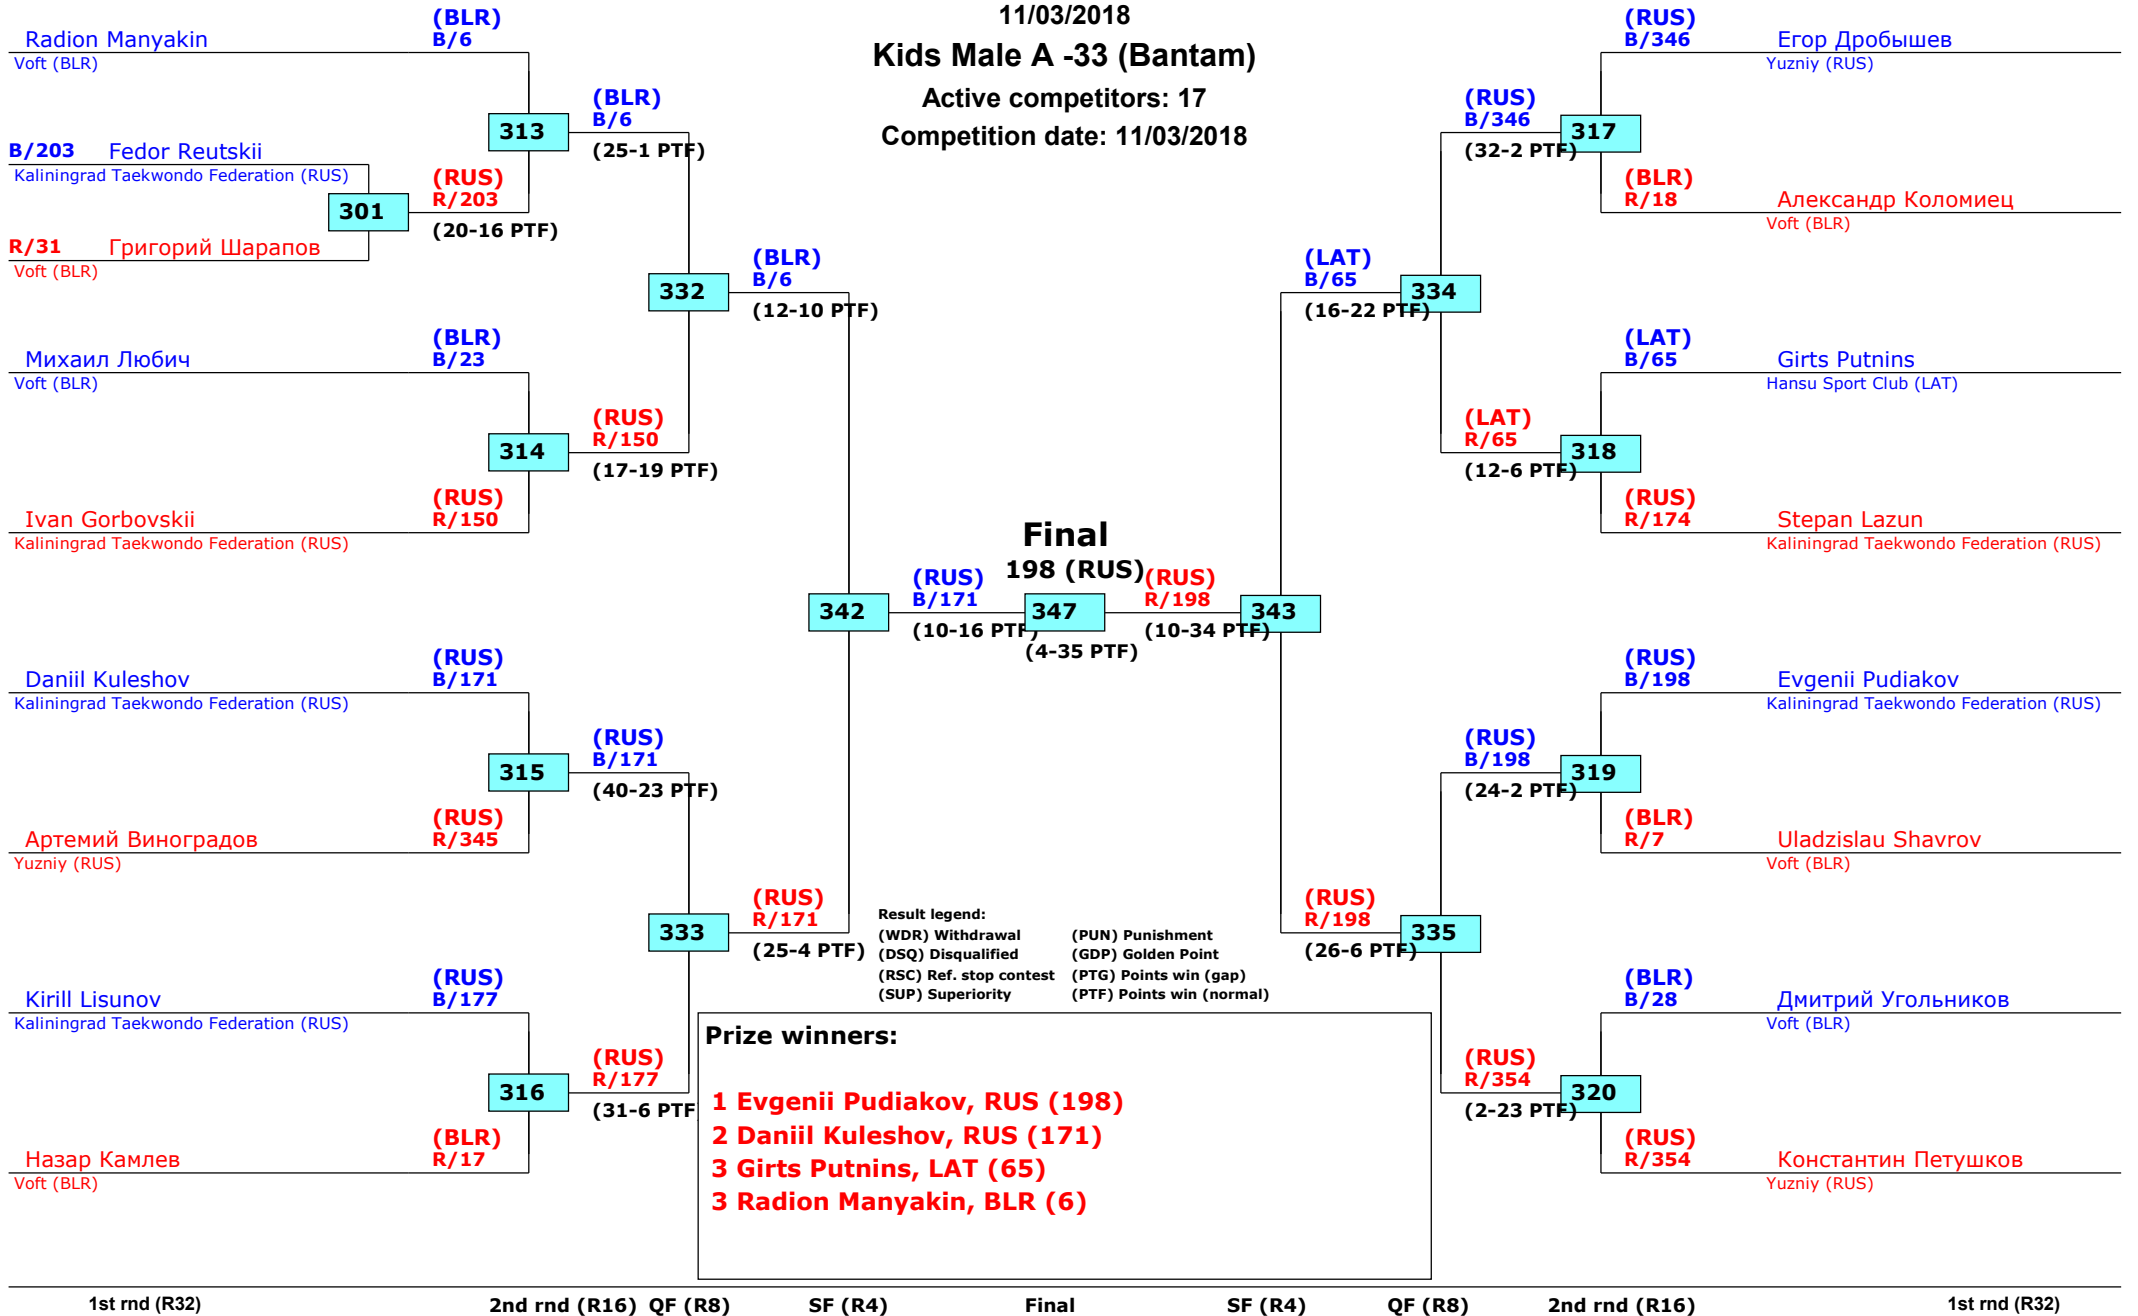 11/03/2018
Kids Male A -33 (Bantam)
Active competitors: 17
Competition date: 11/03/2018
Radion Manyakin
Voft (BLR)
(BLR)
B/6
B/203 Fedor Reutskii
Kaliningrad Taekwondo Federation (RUS)
R/31 Григорий Шарапов
Voft (BLR)
301
(RUS)
R/203
(20-16 PTF)
313
(BLR)
B/6
(25-1 PTF)
Михаил Любич
Voft (BLR)
(BLR)
B/23
Ivan Gorbovskii
Kaliningrad Taekwondo Federation (RUS)
(RUS)
R/150
314
(RUS)
R/150
(17-19 PTF)
332
(BLR)
B/6
(12-10 PTF)
Daniil Kuleshov
Kaliningrad Taekwondo Federation (RUS)
(RUS)
B/171
Артемий Виноградов
Yuzniy (RUS)
(RUS)
R/345
315
(RUS)
B/171
(40-23 PTF)
Kirill Lisunov
Kaliningrad Taekwondo Federation (RUS)
(RUS)
B/177
Назар Камлев
Voft (BLR)
(BLR)
R/17
316
(RUS)
R/177
(31-6 PTF
333
(RUS)
R/171
(25-4 PTF)
342
(RUS)
B/171
(10-16 PTF)
Final
198 (RUS)
347
(4-35 PTF)
(RUS)
R/198
(10-34 PTF)
343
(LAT)
B/65
(16-22 PTF)
334
(RUS)
B/346
(32-2 PTF)
317
(RUS)
B/346
Егор Дробышев
Yuzniy (RUS)
(BLR)
R/18
Александр Коломиец
Voft (BLR)
(LAT)
R/65
(12-6 PTF)
318
(LAT)
B/65
Girts Putnins
Hansu Sport Club (LAT)
(RUS)
R/174
Stepan Lazun
Kaliningrad Taekwondo Federation (RUS)
(RUS)
R/198
(26-6 PTF)
335
(RUS)
B/198
(24-2 PTF)
319
(RUS)
B/198
Evgenii Pudiakov
Kaliningrad Taekwondo Federation (RUS)
(BLR)
R/7
Uladzislau Shavrov
Voft (BLR)
(RUS)
R/354
(2-23 PTF)
320
(BLR)
B/28
Дмитрий Угольников
Voft (BLR)
(RUS)
R/354
Константин Петушков
Yuzniy (RUS)
Result legend:
(WDR) Withdrawal (PUN) Punishment
(DSQ) Disqualified (GDP) Golden Point
(RSC) Ref. stop contest (PTG) Points win (gap)
(SUP) Superiority (PTF) Points win (normal)
Prize winners:
1 Evgenii Pudiakov, RUS (198)
2 Daniil Kuleshov, RUS (171)
3 Girts Putnins, LAT (65)
3 Radion Manyakin, BLR (6)
1st rnd (R32) 2nd rnd (R16) QF (R8) SF (R4) Final SF (R4) QF (R8) 2nd rnd (R16) 1st rnd (R32)